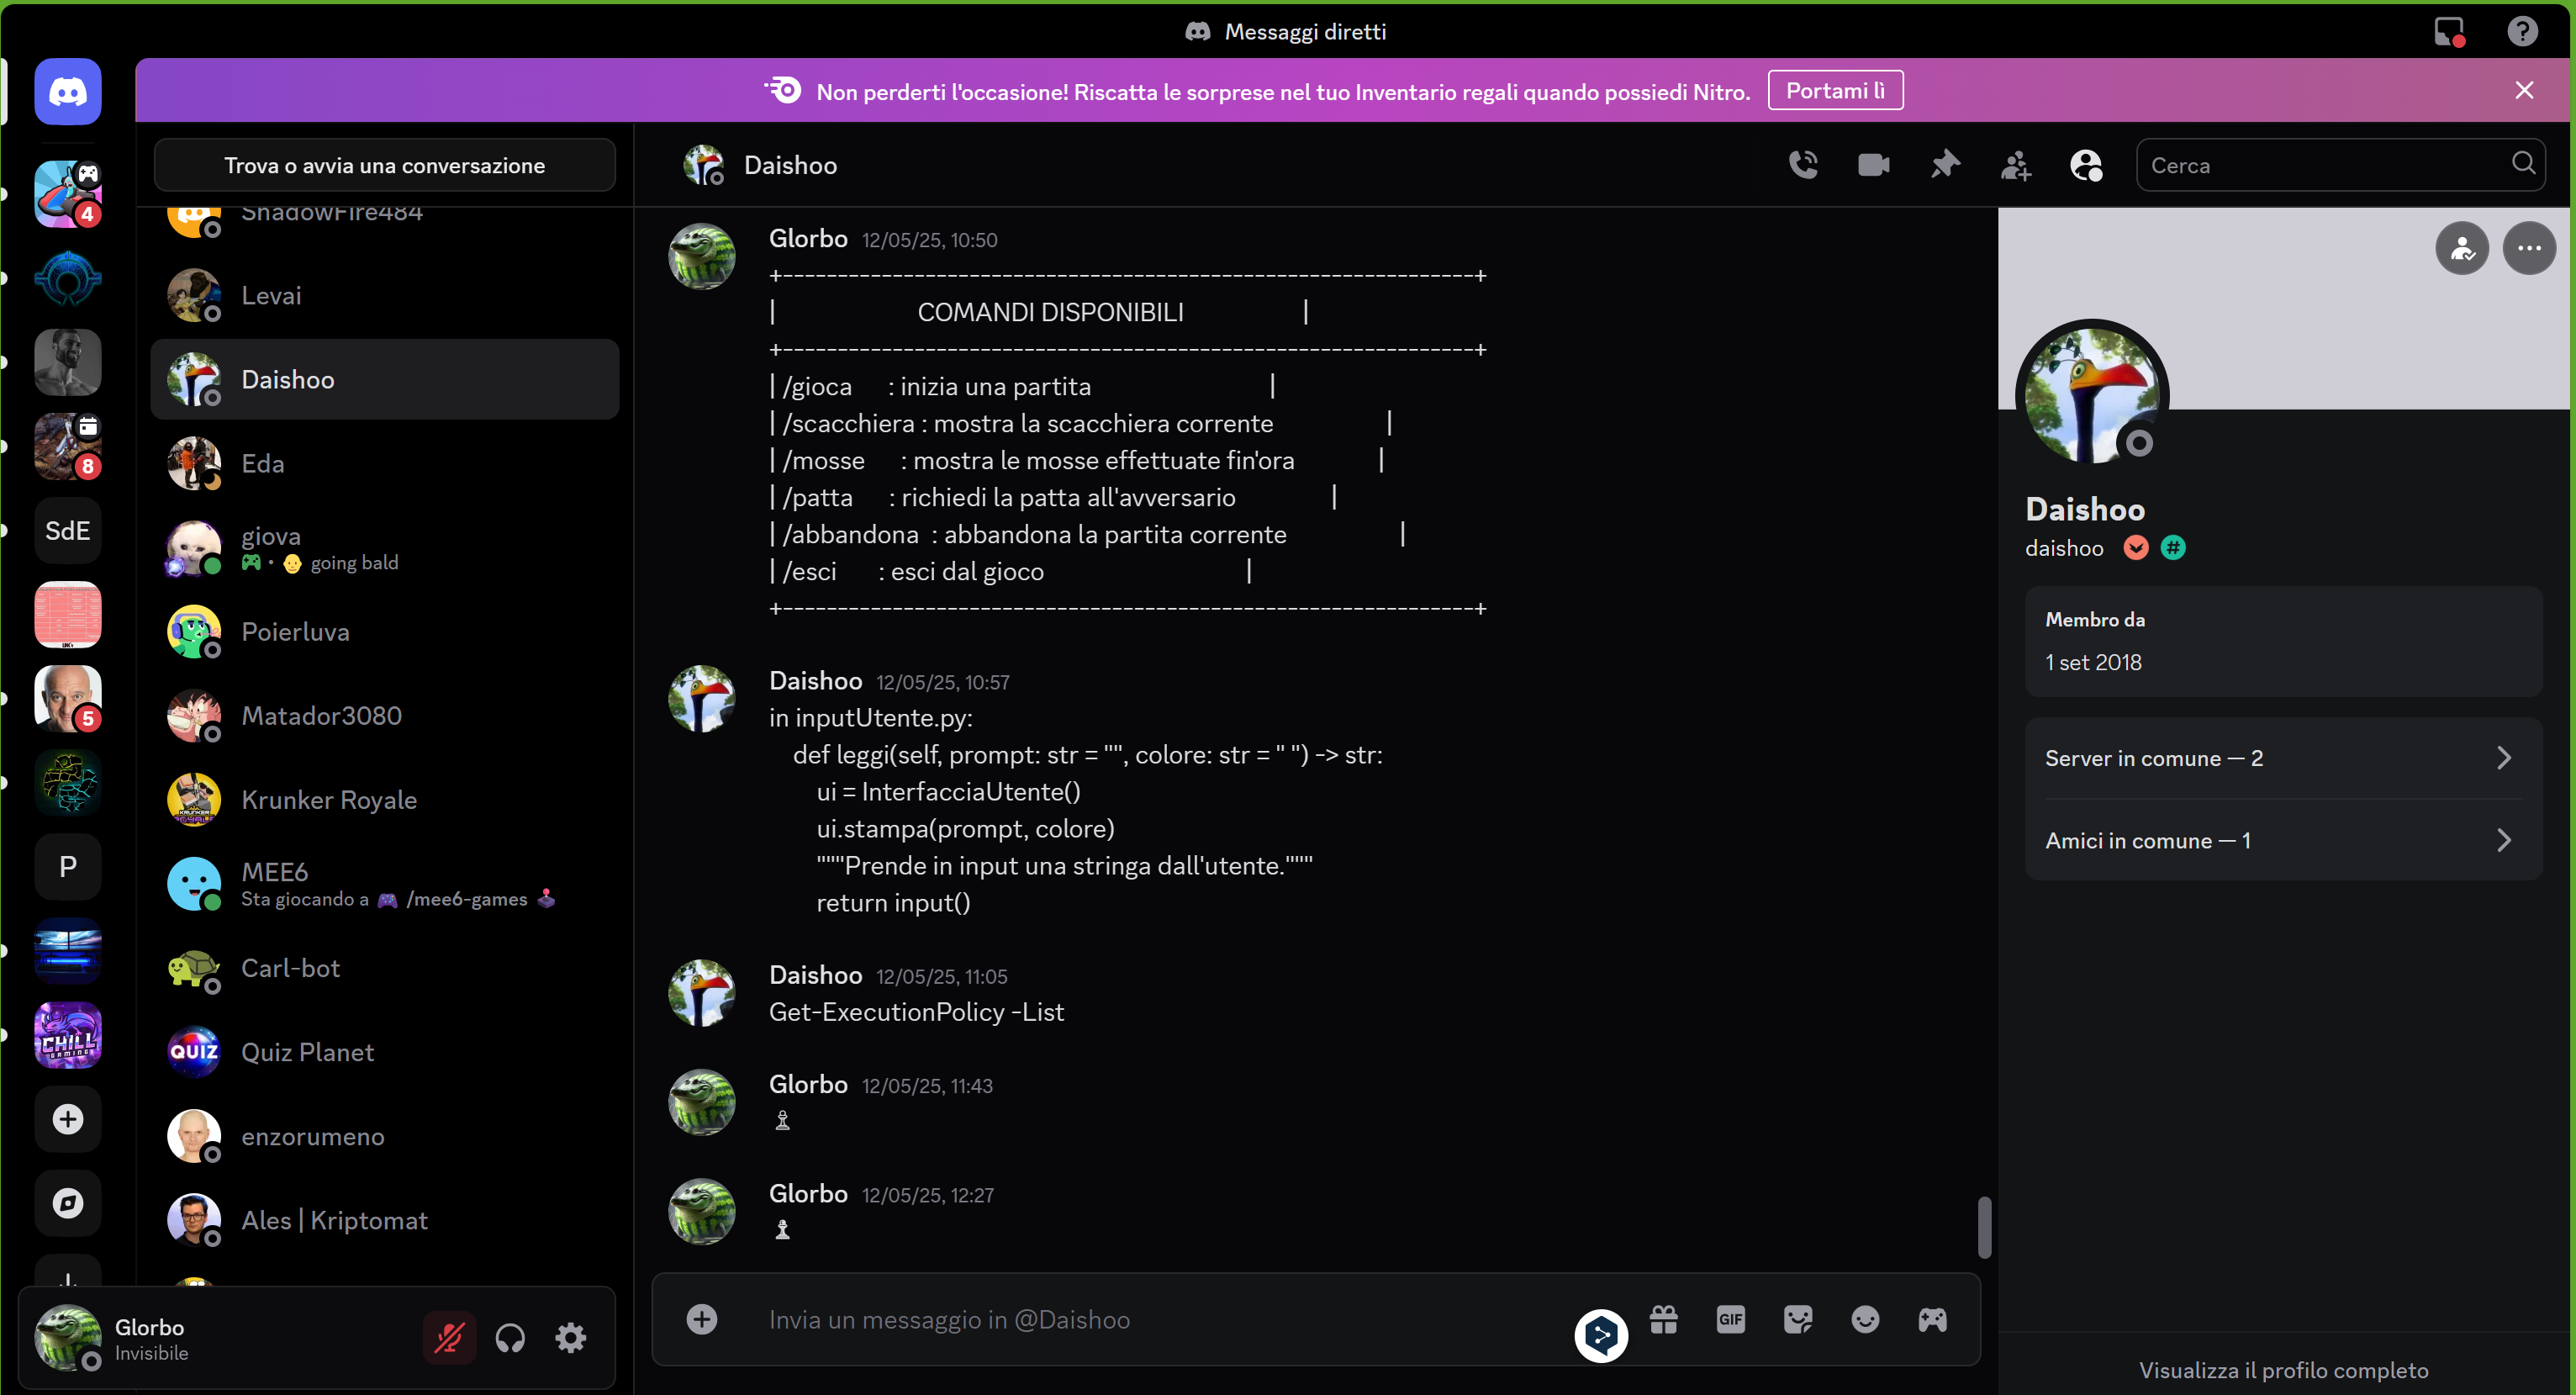 Messaggi diretti
Non perderti l'occasione! Riscatta le sorprese nel tuo Inventario regali quando possiedi Nitro. Portami lì
Trova o avvia una conversazione
ShadowFire484
Levai
Daishoo
Eda
giova
going bald
Poierluva
Matador3080
Krunker Royale
MEE6
Sta giocando a 🎮 /mee6-games 🕹️
Carl-bot
QUIZ
Quiz Planet
enzorumeno
Ales | Kriptomat
4
8
SdE
5
P
CHILL
GAMING
Glorbo
Invisibile
Daishoo
Cerca
Glorbo 12/05/25, 10:50
+---------------------------------------------------------------+
| COMANDI DISPONIBILI |
+---------------------------------------------------------------+
| /gioca : inizia una partita |
| /scacchiera : mostra la scacchiera corrente |
| /mosse : mostra le mosse effettuate fin'ora |
| /patta : richiedi la patta all'avversario |
| /abbandona : abbandona la partita corrente |
| /esci : esci dal gioco |
+---------------------------------------------------------------+
Daishoo 12/05/25, 10:57
in inputUtente.py:
def leggi(self, prompt: str = "", colore: str = " ") -> str:
ui = InterfacciaUtente()
ui.stampa(prompt, colore)
"""Prende in input una stringa dall'utente."""
return input()
Daishoo 12/05/25, 11:05
Get-ExecutionPolicy -List
Glorbo 12/05/25, 11:43
♙
Glorbo 12/05/25, 12:27
♟
Invia un messaggio in @Daishoo
GIF
Daishoo
daishoo
Membro da
1 set 2018
Server in comune — 2
Amici in comune — 1
Visualizza il profilo completo